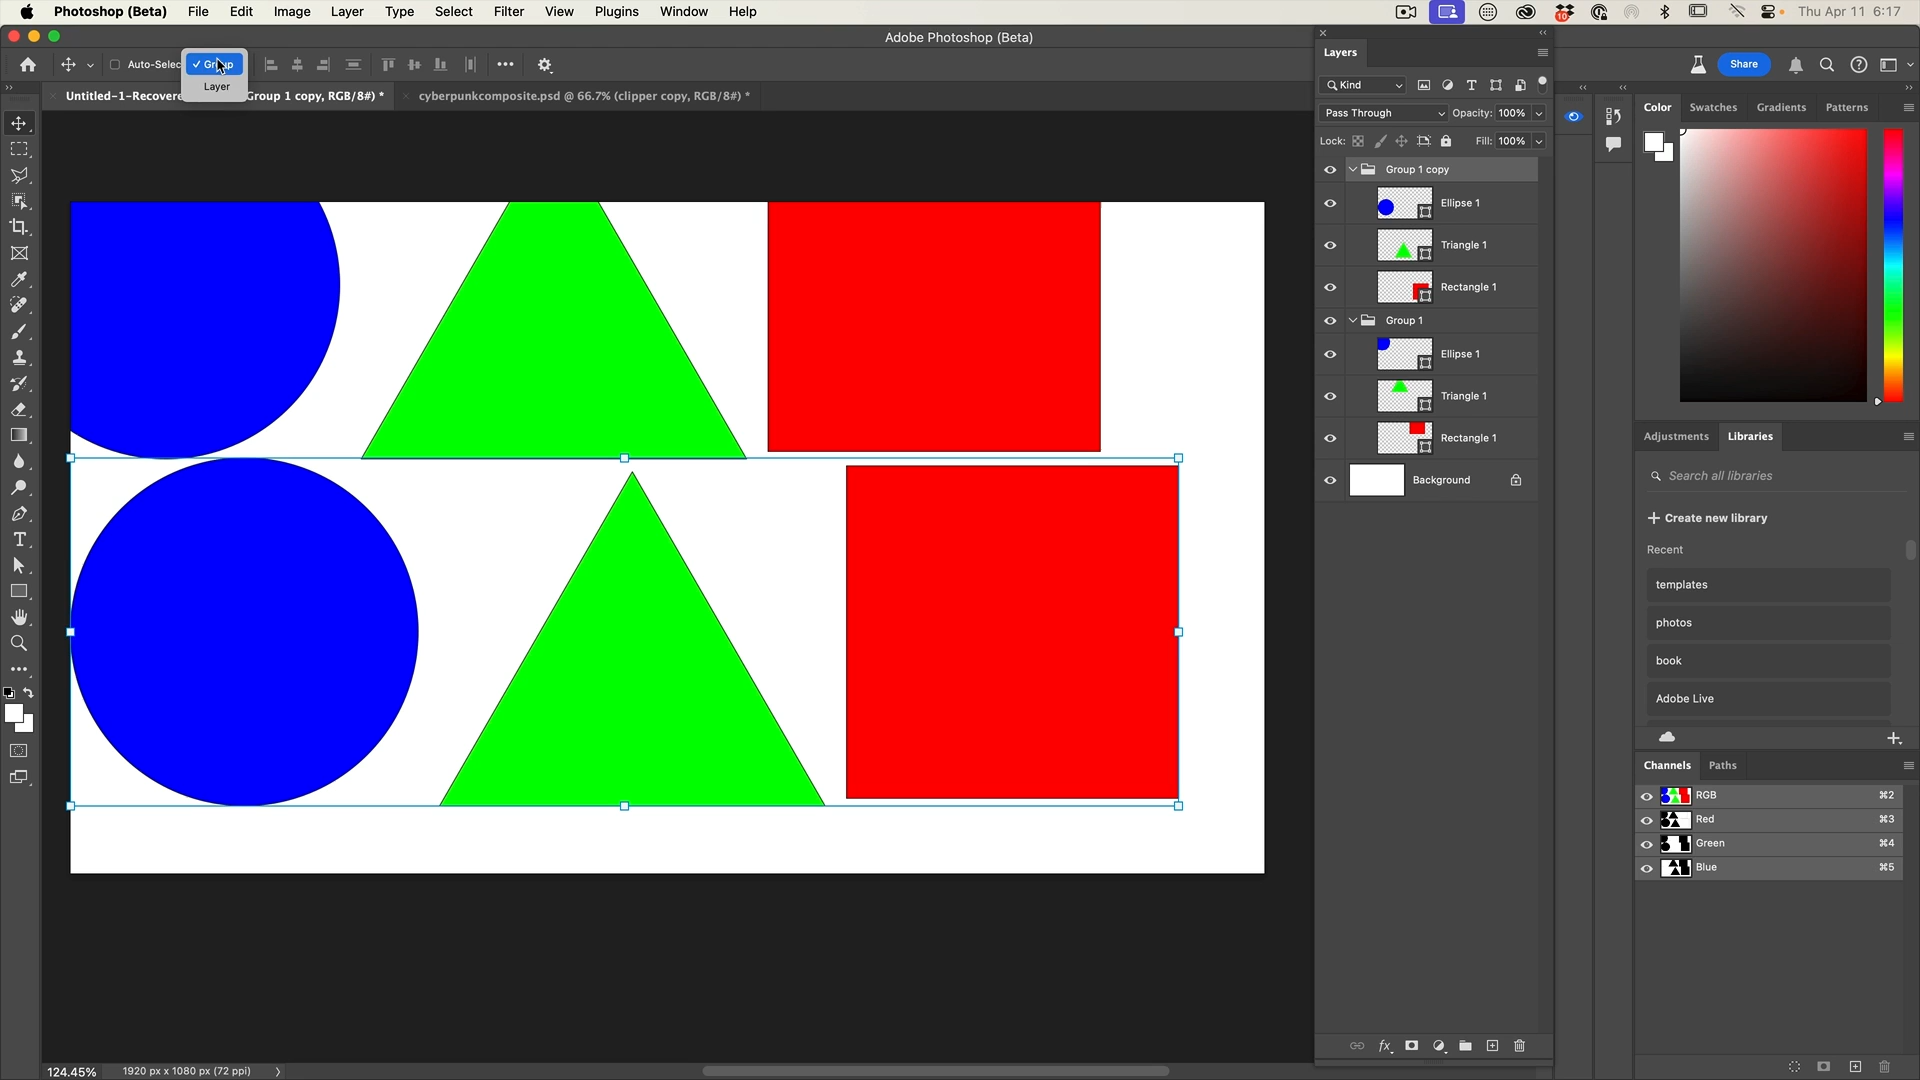 Photoshop (Beta) File Edit Image Layer Type Select Filter View Plugins Window Help
10
Thu Apr 11 6:17
Adobe Photoshop (Beta)
Auto-Selec
✓ Group
Layer
Share
Untitled-1-Recovere
Group 1 copy, RGB/8#) *
cyberpunkcomposite.psd @ 66.7% (clipper copy, RGB/8#) *
Layers
Kind
Pass Through
Opacity: 100%
Lock:
Fill: 100%
Group 1 copy
Ellipse 1
Triangle 1
Rectangle 1
Group 1
Ellipse 1
Triangle 1
Rectangle 1
Background
fx
Color Swatches Gradients Patterns
Adjustments Libraries
Search all libraries
Create new library
Recent
templates
photos
book
Adobe Live
Channels Paths
RGB ⌘2
Red ⌘3
Green ⌘4
Blue ⌘5
124.45% 1920 px x 1080 px (72 ppi)